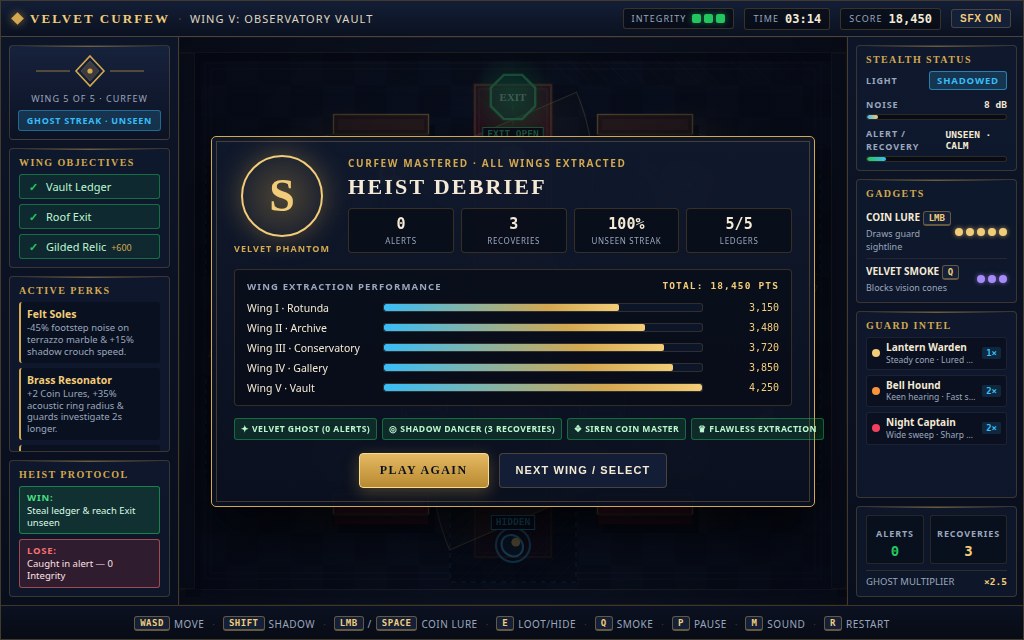 VELVET CURFEW · WING V: OBSERVATORY VAULT
INTEGRITY
TIME 03:14
SCORE 18,450
SFX ON
WING 5 OF 5 · CURFEW
GHOST STREAK · UNSEEN
WING OBJECTIVES
✓ Vault Ledger
✓ Roof Exit
✓ Gilded Relic +600
ACTIVE PERKS
Felt Soles
-45% footstep noise on
terrazzo marble & +15%
shadow crouch speed.
Brass Resonator
+2 Coin Lures, +35%
acoustic ring radius &
guards investigate 2s
longer.
HEIST PROTOCOL
WIN:
Steal ledger & reach Exit
unseen
LOSE:
Caught in alert — 0
Integrity
EXIT
EXIT OPEN
S
VELVET PHANTOM
CURFEW MASTERED · ALL WINGS EXTRACTED
HEIST DEBRIEF
0
ALERTS
3
RECOVERIES
100%
UNSEEN STREAK
5/5
LEDGERS
WING EXTRACTION PERFORMANCE
TOTAL: 18,450 PTS
Wing I · Rotunda 3,150
Wing II · Archive 3,480
Wing III · Conservatory 3,720
Wing IV · Gallery 3,850
Wing V · Vault 4,250
✦ VELVET GHOST (0 ALERTS)
◎ SHADOW DANCER (3 RECOVERIES)
❖ SIREN COIN MASTER
♛ FLAWLESS EXTRACTION
PLAY AGAIN
NEXT WING / SELECT
HIDDEN
STEALTH STATUS
LIGHT SHADOWED
NOISE 8 dB
ALERT /
RECOVERY
UNSEEN ·
CALM
GADGETS
COIN LURE LMB
Draws guard
sightline
VELVET SMOKE Q
Blocks vision cones
GUARD INTEL
Lantern Warden
Steady cone · Lured ...
1×
Bell Hound
Keen hearing · Fast s...
2×
Night Captain
Wide sweep · Sharp ...
2×
ALERTS
0
RECOVERIES
3
GHOST MULTIPLIER ×2.5
WASD MOVE · SHIFT SHADOW · LMB / SPACE COIN LURE · E LOOT/HIDE · Q SMOKE · P PAUSE · M SOUND · R RESTART